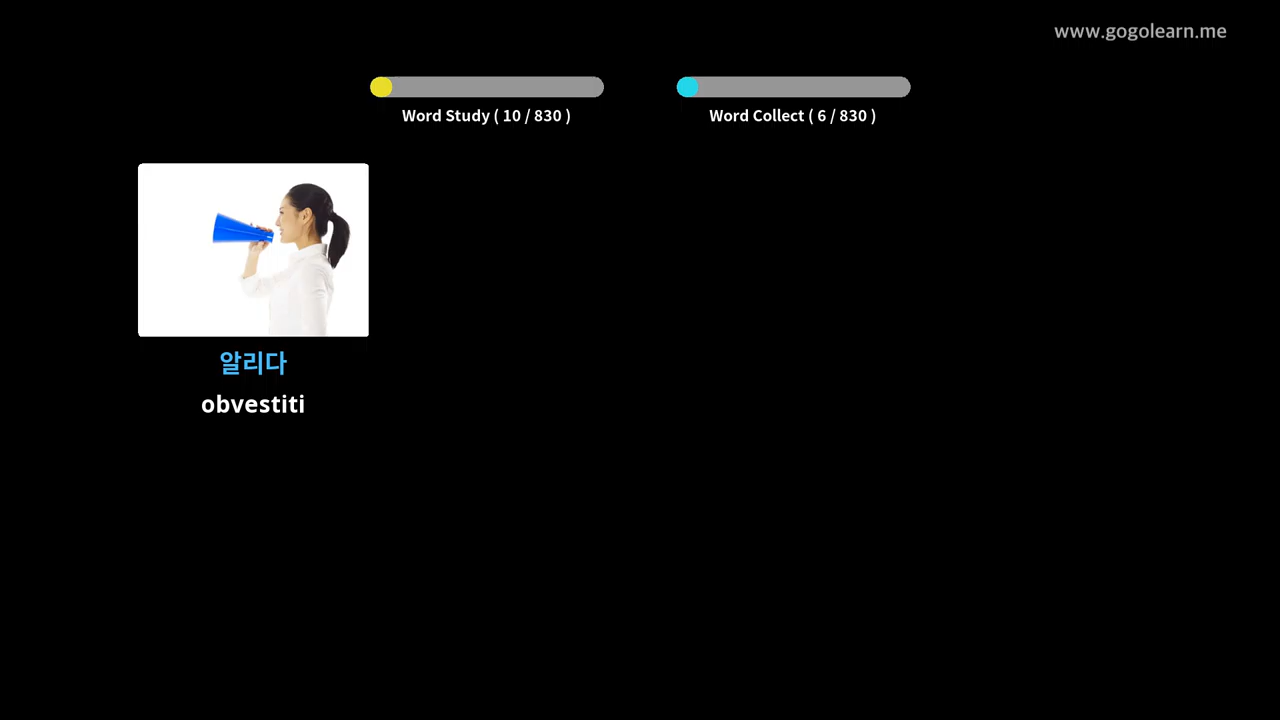 www.gogolearn.me
Word Study ( 10 / 830 )
Word Collect ( 6 / 830 )
알리다
obvestiti